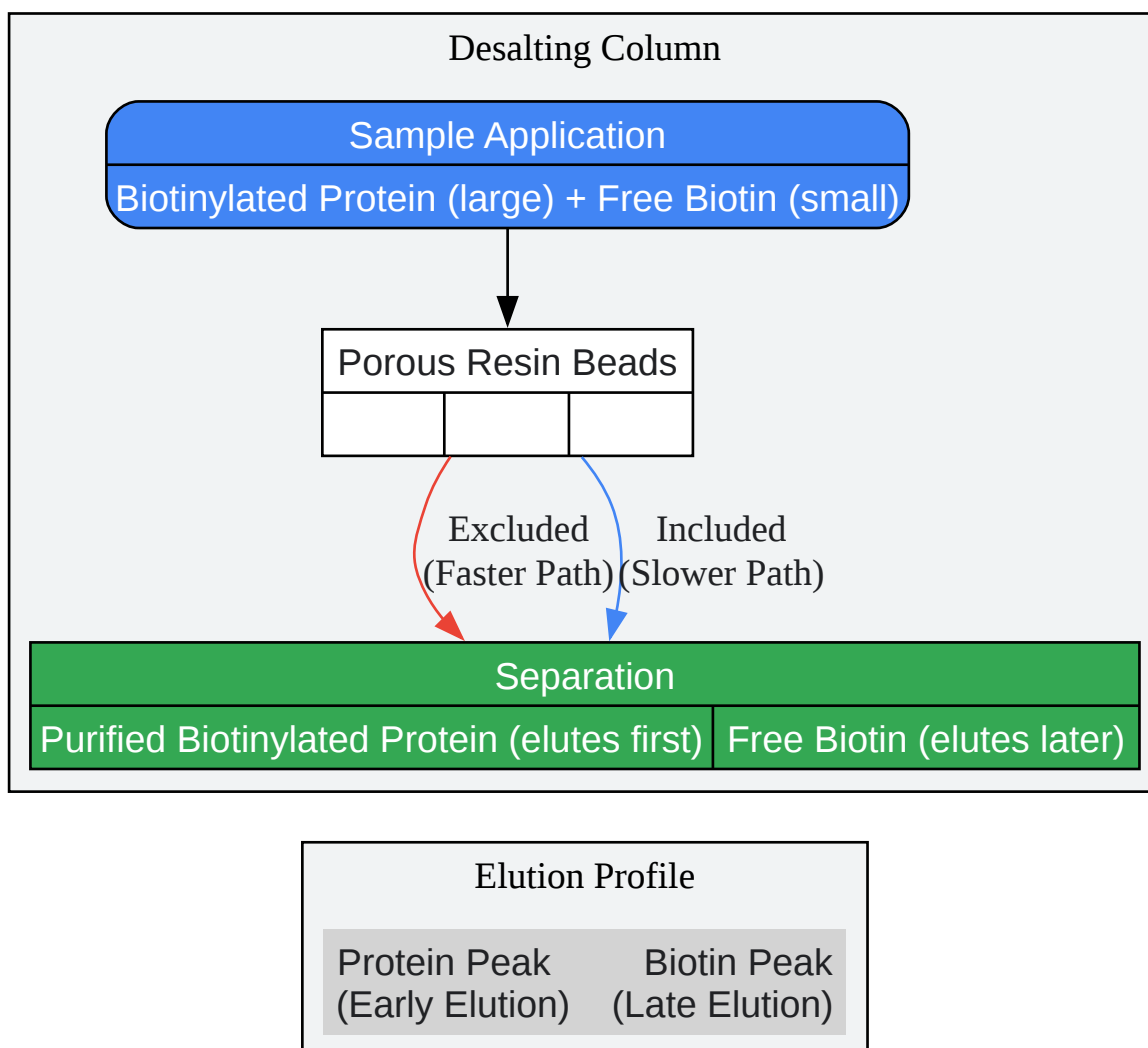 Desalting Column
Sample Application
Biotinylated Protein (large) + Free Biotin (small)
Porous Resin Beads
Excluded
(Faster Path)
Included
(Slower Path)
Separation
Purified Biotinylated Protein (elutes first)
Free Biotin (elutes later)
Elution Profile
Protein Peak
(Early Elution)
Biotin Peak
(Late Elution)